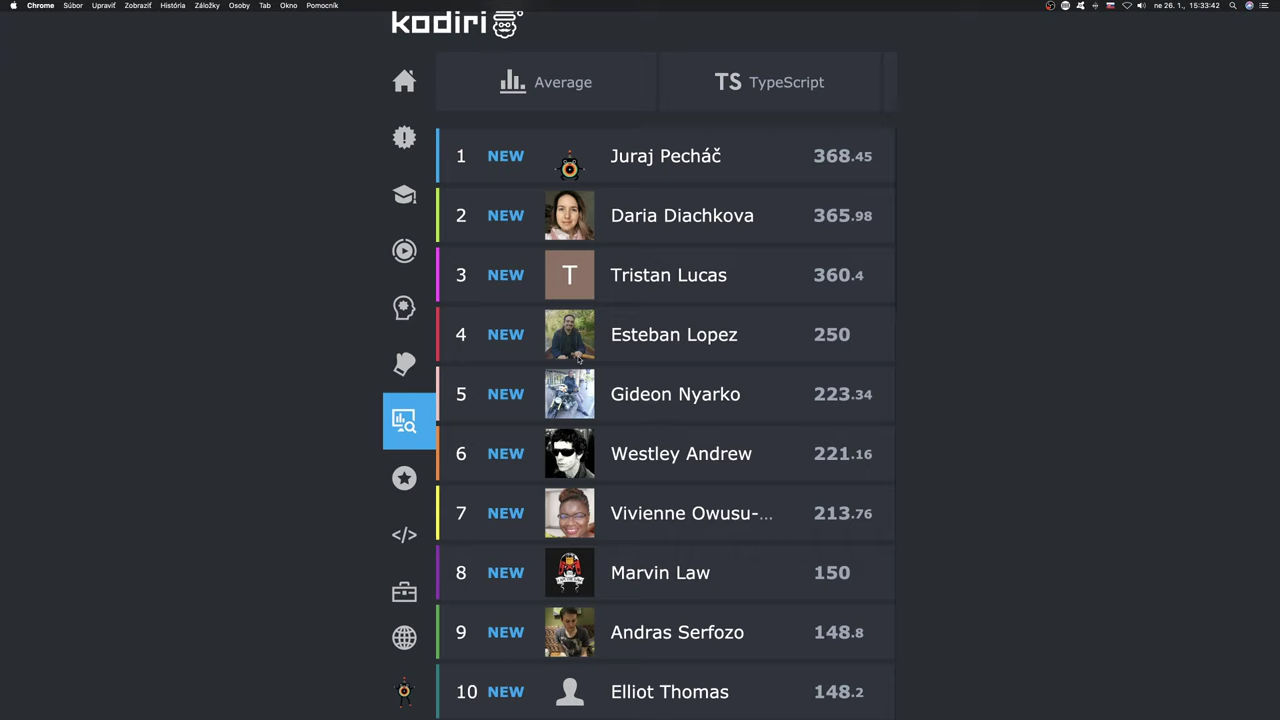 Chrome Súbor Upraviť Zobraziť História Záložky Osoby Tab Okno Pomocník ne 26. 1., 15:33:42
kodiri
Average
TS TypeScript
1 NEW Juraj Pecháč 368.45
2 NEW Daria Diachkova 365.98
3 NEW T Tristan Lucas 360.4
4 NEW Esteban Lopez 250
5 NEW Gideon Nyarko 223.34
6 NEW Westley Andrew 221.16
7 NEW Vivienne Owusu-... 213.76
8 NEW Marvin Law 150
9 NEW Andras Serfozo 148.8
10 NEW Elliot Thomas 148.2